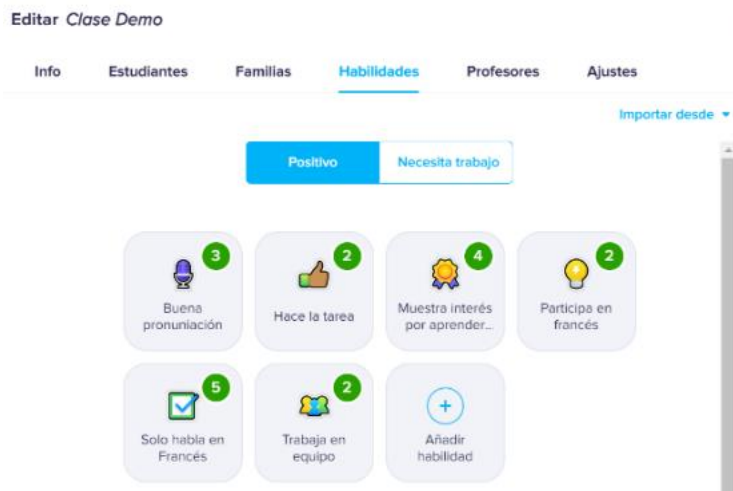 Editar Clase Demo
Info Estudiantes Familias Habilidades Profesores Ajustes
Importar desde
Positivo Necesita trabajo
3 2 4 2
Buena
pronuniación
Hace la tarea
Muestra interés
por aprender...
Participa en
francés
5 2
Solo habla en
Francés
Trabaja en
equipo
+
Añadir
habilidad